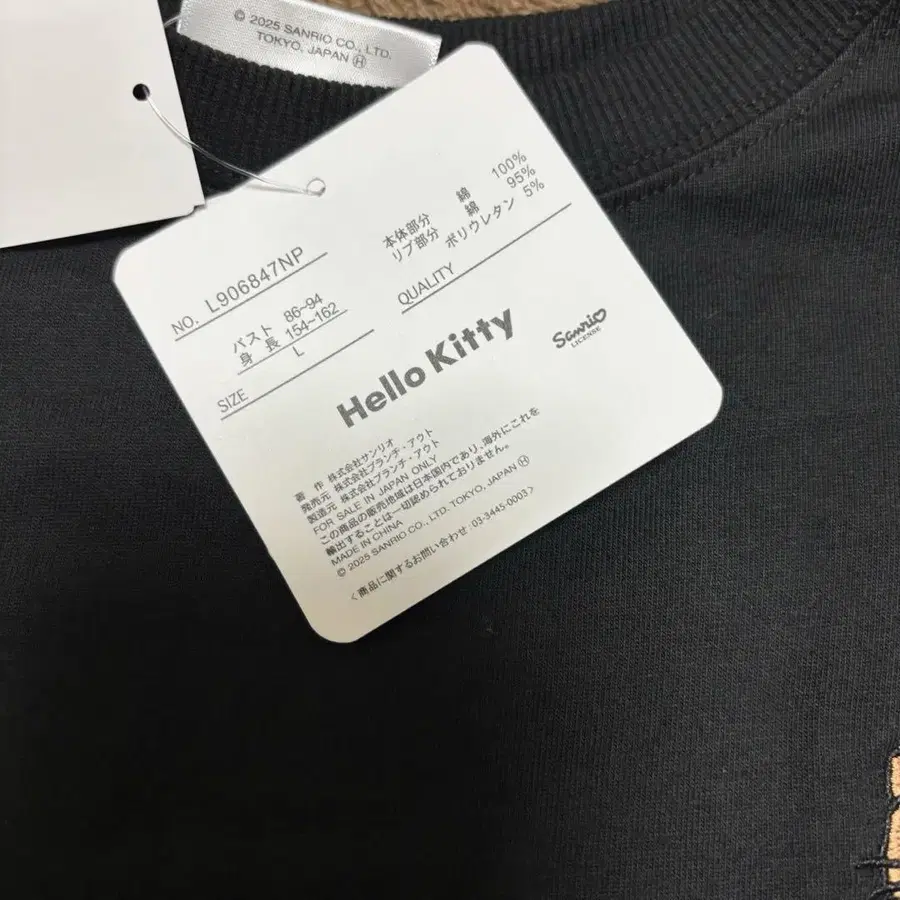 © 2025 SANRIO CO., LTD.
TOKYO, JAPAN Ⓗ
NO. L906847NP
バスト 86~94
身長 154~162
SIZE L
本体部分 綿 100%
リブ部分 綿 95%
ポリウレタン 5%
QUALITY
Hello Kitty
Sanrio
LICENSE
著作 株式会社サンリオ
発売元 株式会社ブランチ・アウト
製造元 株式会社ブランチ・アウト
FOR SALE IN JAPAN ONLY
この商品の販売地域は日本国内であり、海外にこれを
輸出することは一切認められておりません。
MADE IN CHINA
© 2025 SANRIO CO., LTD. TOKYO, JAPAN Ⓗ
<商品に関するお問い合わせ:03-3445-0003>